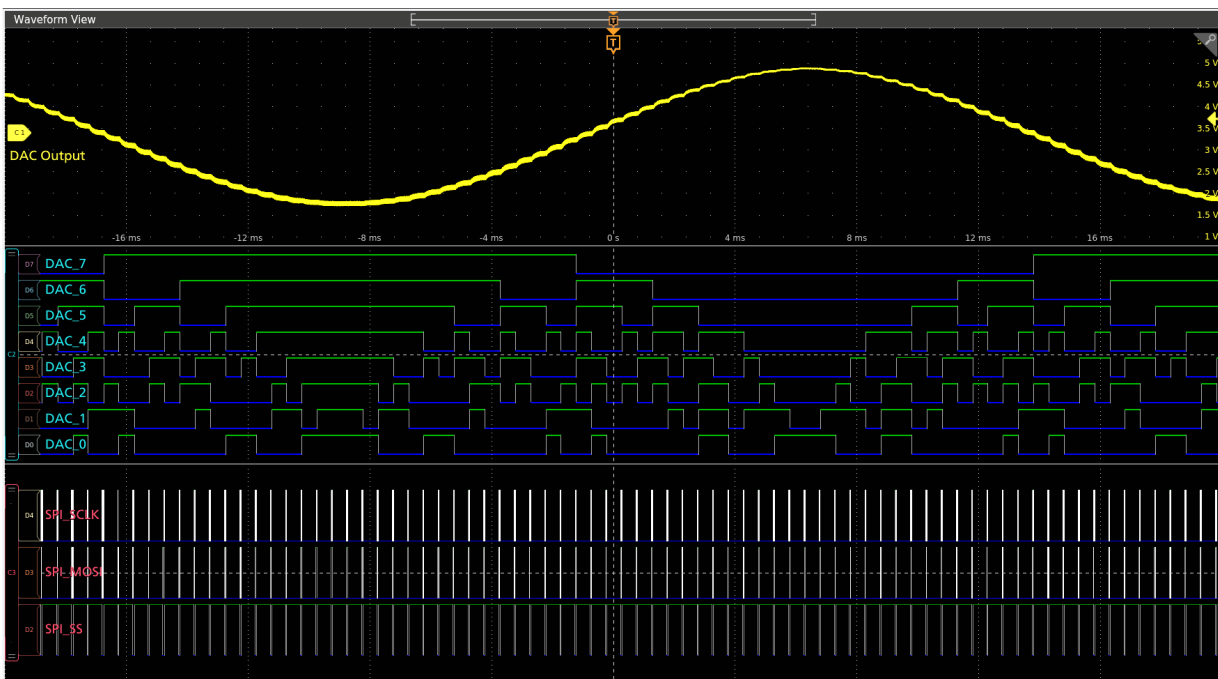 Waveform View
T
T
5 V
4.5 V
4 V
3.5 V
3 V
2.5 V
2 V
1.5 V
1 V
C 1
DAC Output
-16 ms -12 ms -8 ms -4 ms 0 s 4 ms 8 ms 12 ms 16 ms
D7 DAC_7
D6 DAC_6
D5 DAC_5
D4 DAC_4
C2
D3 DAC_3
D2 DAC_2
D1 DAC_1
D0 DAC_0
D4 SPI_SCLK
C3 D3 SPI_MOSI
D2 SPI_SS